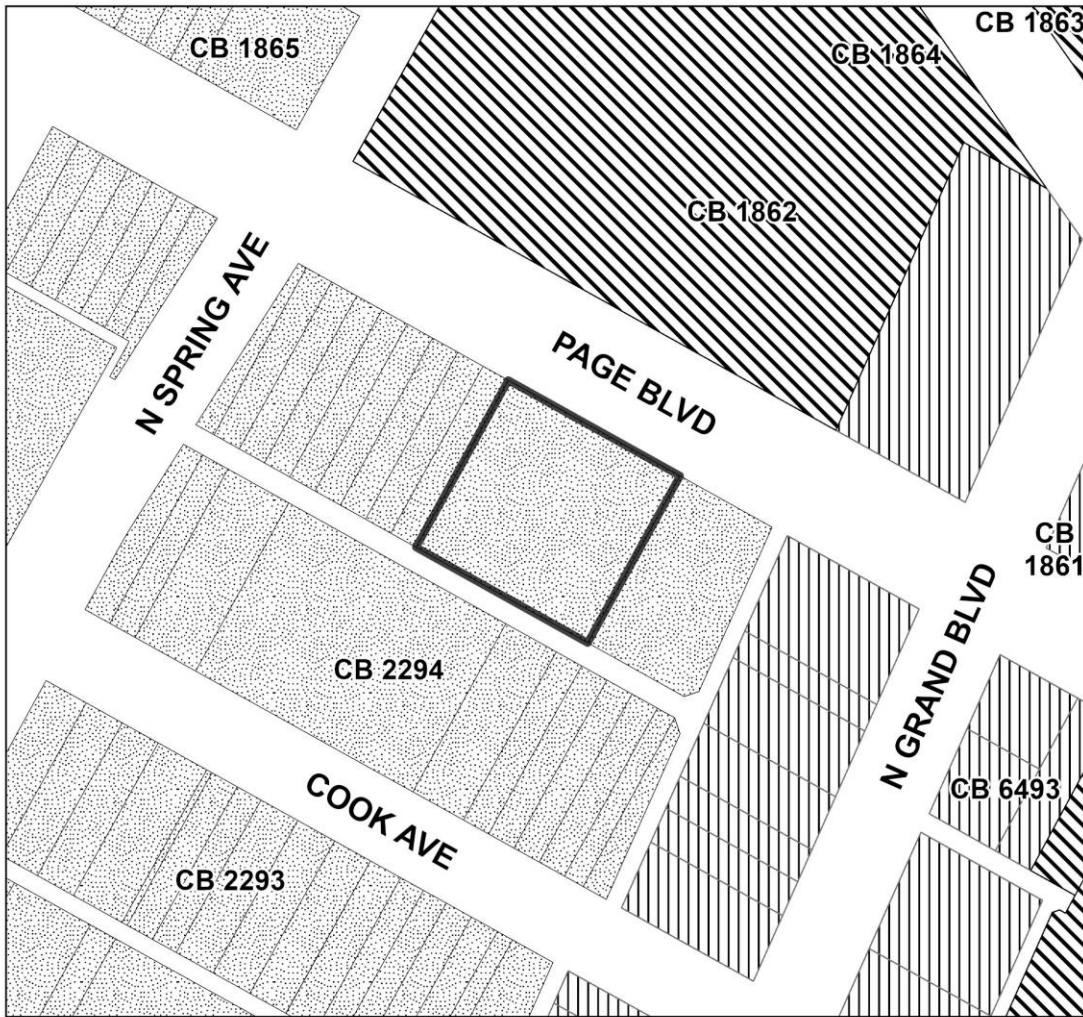 CB 1863
CB 1865
CB 1864
CB 1862
N SPRING AVE
PAGE BLVD
CB
1861
N GRAND BLVD
CB 2294
CB 6493
COOK AVE
CB 2293